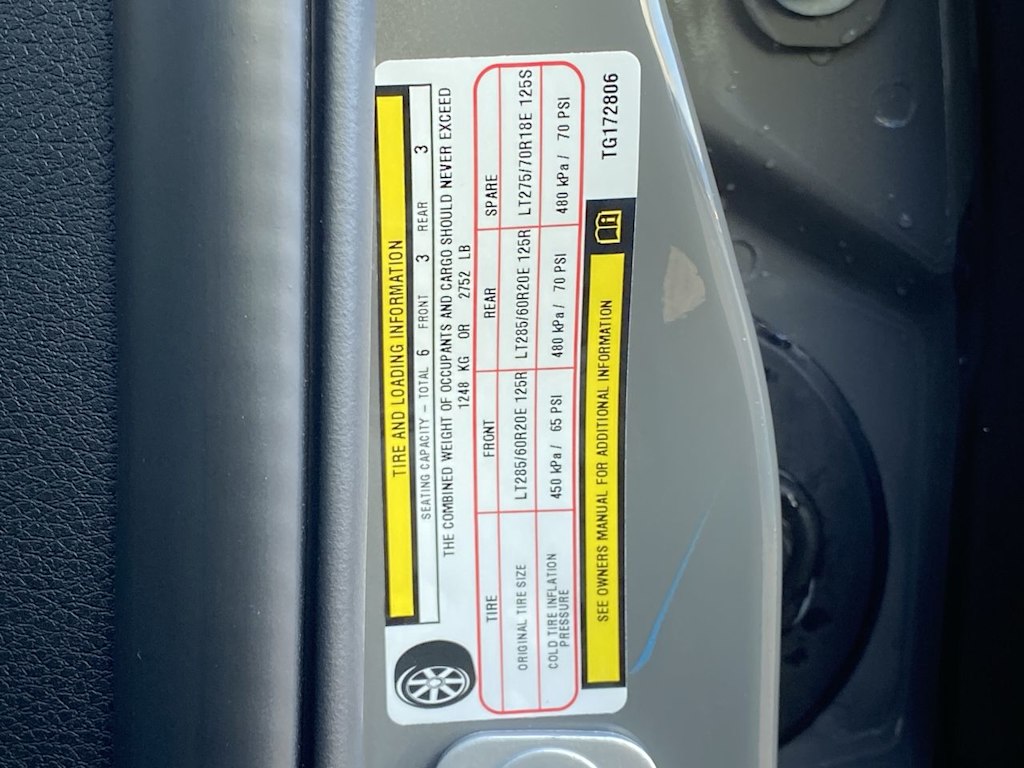 TIRE AND LOADING INFORMATION
SEATING CAPACITY – TOTAL 6 FRONT 3 REAR 3
THE COMBINED WEIGHT OF OCCUPANTS AND CARGO SHOULD NEVER EXCEED
1248 KG OR 2752 LB
TIRE FRONT REAR SPARE
ORIGINAL TIRE SIZE LT285/60R20E 125R LT285/60R20E 125R LT275/70R18E 125S
COLD TIRE INFLATION PRESSURE 450 kPa / 65 PSI 480 kPa / 70 PSI 480 kPa / 70 PSI
SEE OWNERS MANUAL FOR ADDITIONAL INFORMATION
TG172806